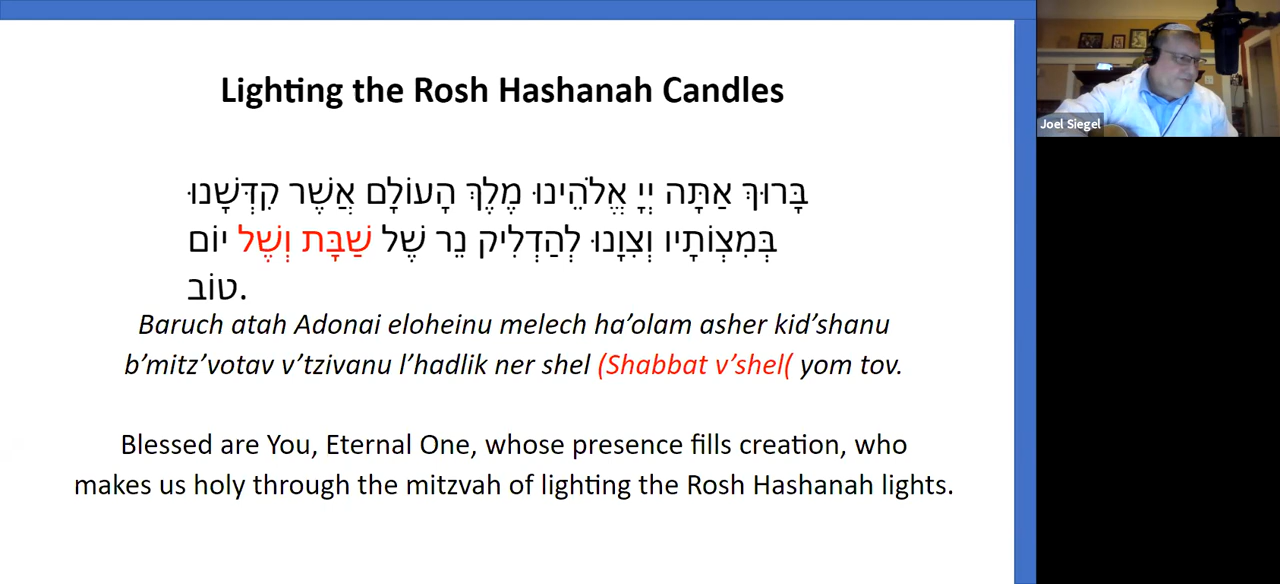 Lighting the Rosh Hashanah Candles
בָּרוּךְ אַתָּה יְיָ אֱלֹהֵינוּ מֶלֶךְ הָעוֹלָם אֲשֶׁר קִדְּשָׁנוּ
בְּמִצְוֹתָיו וְצִוָּנוּ לְהַדְלִיק נֵר שֶׁל שַׁבָּת וְשֶׁל יוֹם
טוֹב.
Baruch atah Adonai eloheinu melech ha’olam asher kid’shanu
b’mitz’votav v’tzivanu l’hadlik ner shel (Shabbat v’shel( yom tov.
Blessed are You, Eternal One, whose presence fills creation, who
makes us holy through the mitzvah of lighting the Rosh Hashanah lights.
Joel Siegel